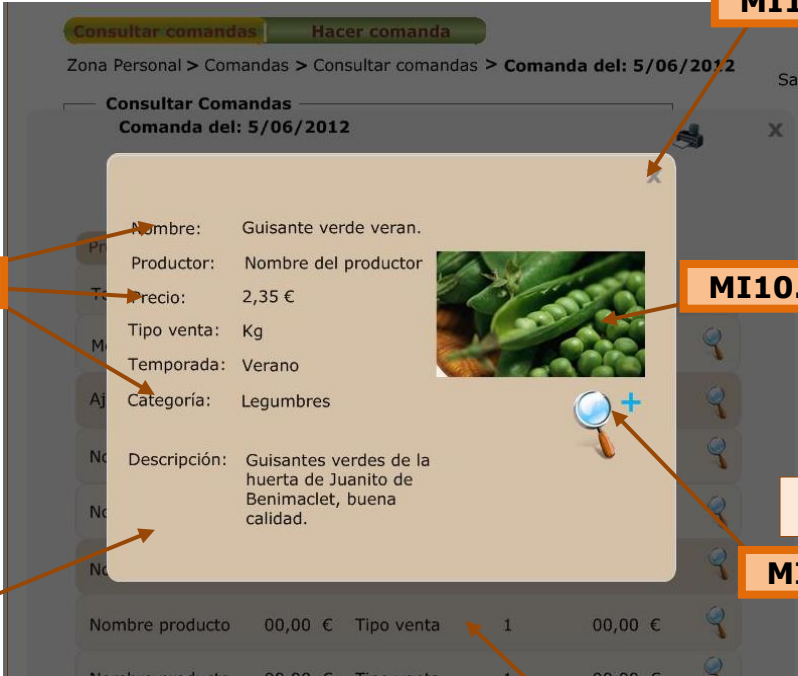 MI1
Consultar comandas Hacer comanda
Zona Personal > Comandas > Consultar comandas > Comanda del: 5/06/2012
Sa
Consultar Comandas
Comanda del: 5/06/2012
X
x
Nombre: Guisante verde veran.
Productor: Nombre del productor
Precio: 2,35 €
MI10.
Tipo venta: Kg
Temporada: Verano
Categoría: Legumbres
Descripción: Guisantes verdes de la
huerta de Juanito de
Benimaclet, buena
calidad.
MI
Nombre producto 00,00 € Tipo venta 1 00,00 €